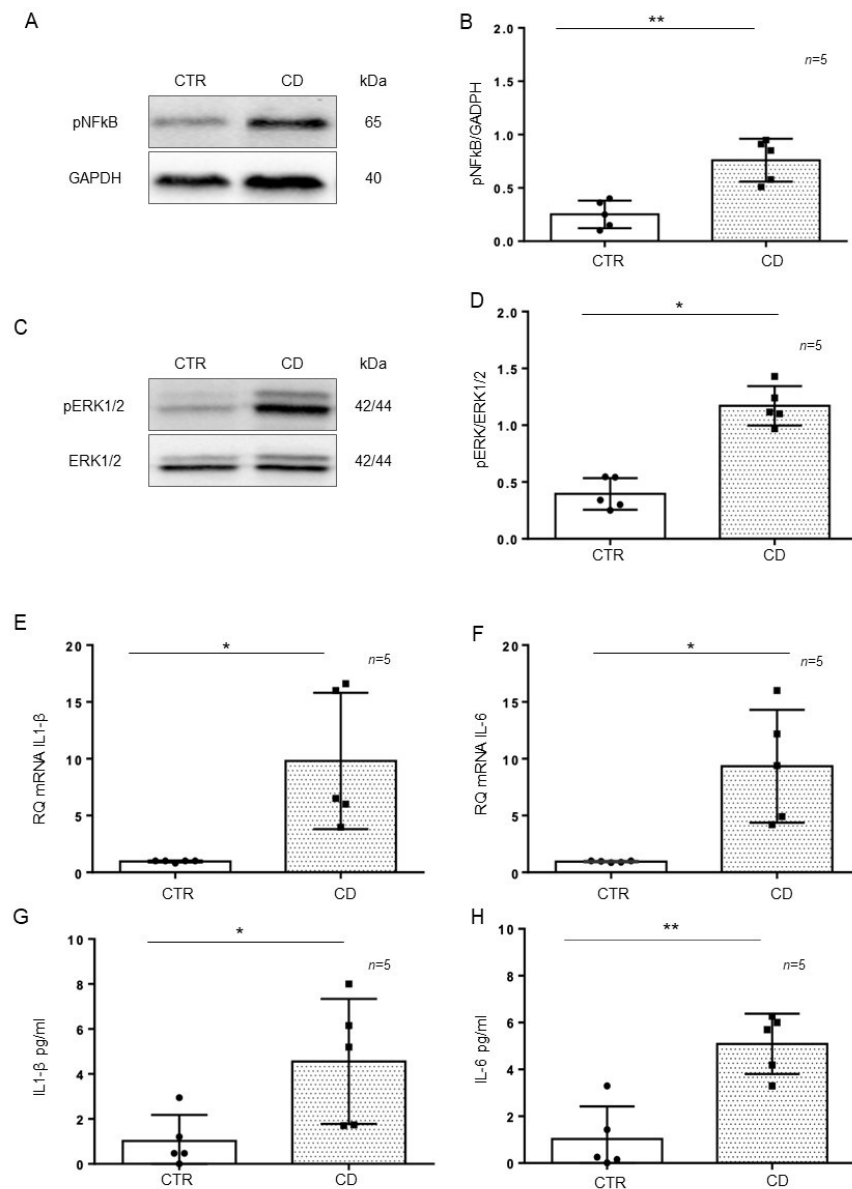 A
CTR CD kDa
pNFkB 65
GAPDH 40
B
**
n=5
pNFkB/GADPH
2.0
1.5
1.0
0.5
0.0
CTR CD
C
CTR CD kDa
pERK1/2 42/44
ERK1/2 42/44
D
*
n=5
pERK/ERK1/2
2.0
1.5
1.0
0.5
0.0
CTR CD
E
*
n=5
RQ mRNA IL1-β
20
15
10
5
0
CTR CD
F
*
n=5
RQ mRNA IL-6
20
15
10
5
0
CTR CD
G
*
n=5
IL1-β pg/ml
10
8
6
4
2
0
CTR CD
H
**
n=5
IL-6 pg/ml
10
8
6
4
2
0
CTR CD